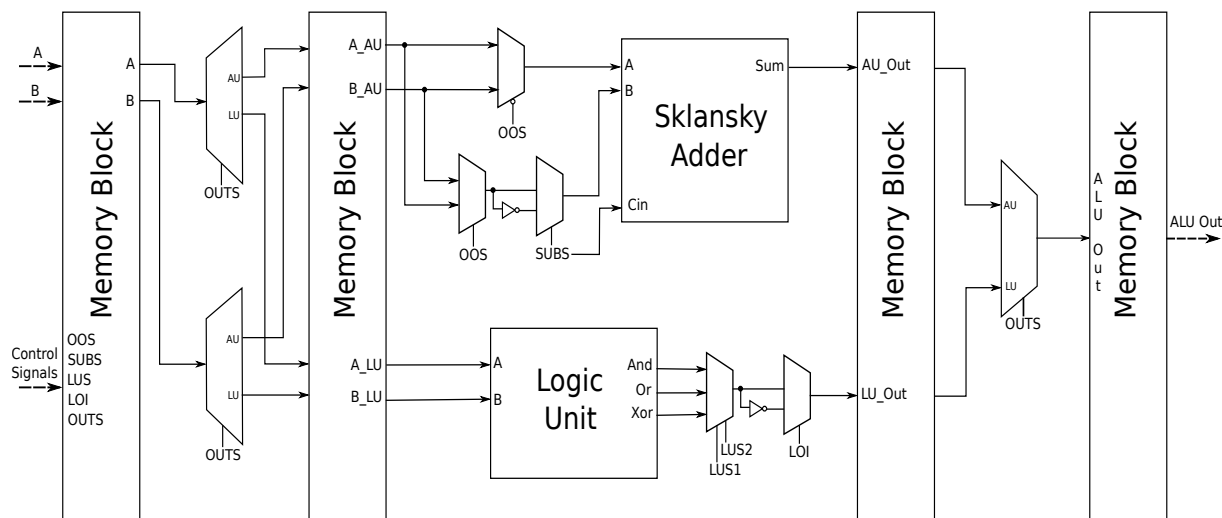 A
B
Control
Signals
A
B
Memory Block
OOS
SUBS
LUS
LOI
OUTS
AU
LU
OUTS
AU
LU
OUTS
Memory Block
A_AU
B_AU
A_LU
B_LU
OOS
OOS
SUBS
A
B
Cin
Sum
Sklansky
Adder
A
B
Logic
Unit
And
Or
Xor
LUS2
LUS1
LOI
AU_Out
LU_Out
Memory Block
AU
LU
OUTS
ALU Out
Memory Block
ALU Out